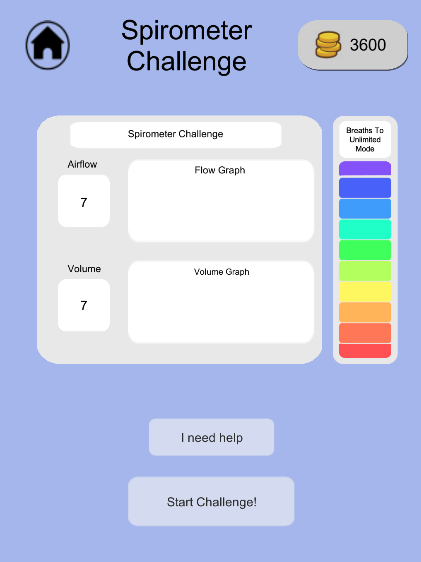 Spirometer
Challenge
3600
Spirometer Challenge
Breaths To
Unlimited
Mode
Airflow
7
Flow Graph
Volume
7
Volume Graph
I need help
Start Challenge!